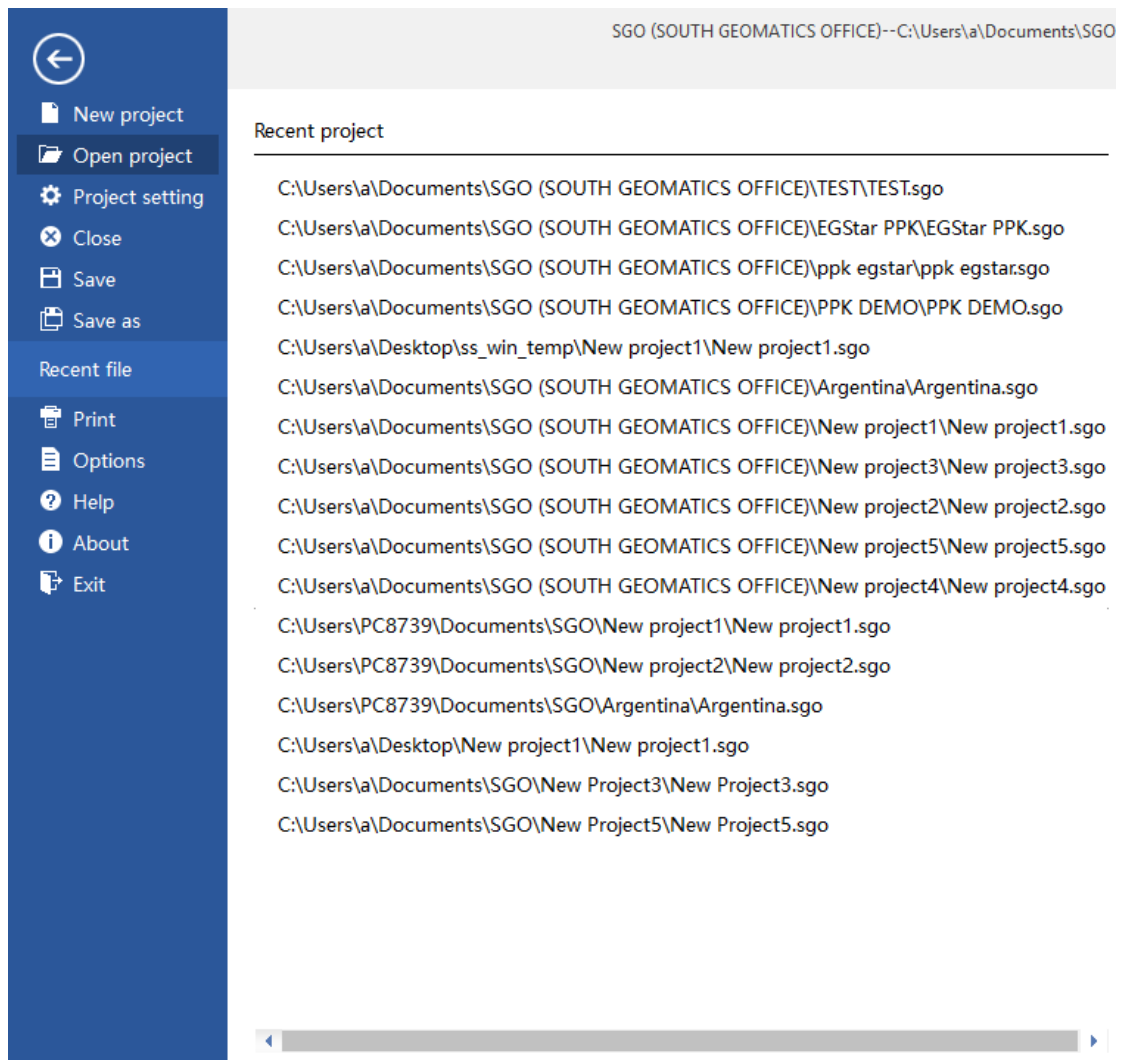 SGO (SOUTH GEOMATICS OFFICE)--C:\Users\a\Documents\SGO
New project
Open project
Project setting
Close
Save
Save as
Recent file
Print
Options
Help
About
Exit
Recent project
C:\Users\a\Documents\SGO (SOUTH GEOMATICS OFFICE)\TEST\TEST.sgo
C:\Users\a\Documents\SGO (SOUTH GEOMATICS OFFICE)\EGStar PPK\EGStar PPK.sgo
C:\Users\a\Documents\SGO (SOUTH GEOMATICS OFFICE)\ppk egstar\ppk egstar.sgo
C:\Users\a\Documents\SGO (SOUTH GEOMATICS OFFICE)\PPK DEMO\PPK DEMO.sgo
C:\Users\a\Desktop\ss_win_temp\New project1\New project1.sgo
C:\Users\a\Documents\SGO (SOUTH GEOMATICS OFFICE)\Argentina\Argentina.sgo
C:\Users\a\Documents\SGO (SOUTH GEOMATICS OFFICE)\New project1\New project1.sgo
C:\Users\a\Documents\SGO (SOUTH GEOMATICS OFFICE)\New project3\New project3.sgo
C:\Users\a\Documents\SGO (SOUTH GEOMATICS OFFICE)\New project2\New project2.sgo
C:\Users\a\Documents\SGO (SOUTH GEOMATICS OFFICE)\New project5\New project5.sgo
C:\Users\a\Documents\SGO (SOUTH GEOMATICS OFFICE)\New project4\New project4.sgo
C:\Users\PC8739\Documents\SGO\New project1\New project1.sgo
C:\Users\PC8739\Documents\SGO\New project2\New project2.sgo
C:\Users\PC8739\Documents\SGO\Argentina\Argentina.sgo
C:\Users\a\Desktop\New project1\New project1.sgo
C:\Users\a\Documents\SGO\New Project3\New Project3.sgo
C:\Users\a\Documents\SGO\New Project5\New Project5.sgo